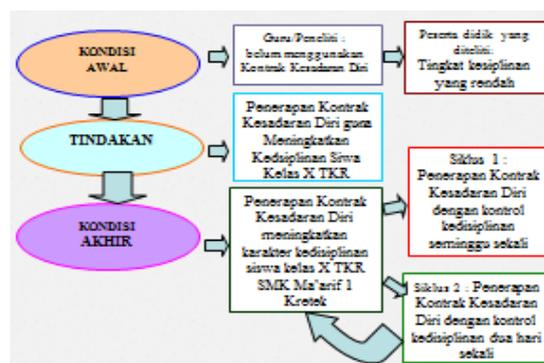 KONDISI
AWAL
Guru/Peneliti :
belum menggunakan
Kontrak Kesadaran Diri
Peserta didik yang
diteliti:
Tingkat kesiplinan
yang rendah
TINDAKAN
Penerapan Kontrak
Kesadaran Diri guna
Meningkatkan
Kedsiplinan Siwa
Kelas X TKR
KONDISI
AKHIR
Penerapan Kontrak
Kesadaran Diri
meningkatkan
karakter kedisiplinan
siswa kelas X TKR
SMK Ma'arif 1
Kretek
Siklus 1 :
Penerapan Kontrak
Kesadaran Diri
dengan kontrol
kedisiplinan
seminggu sekali
Siklus 2 : Penerapan
Kontrak Kesadaran
Diri dengan kontrol
kedisiplinan dua hari
sekali